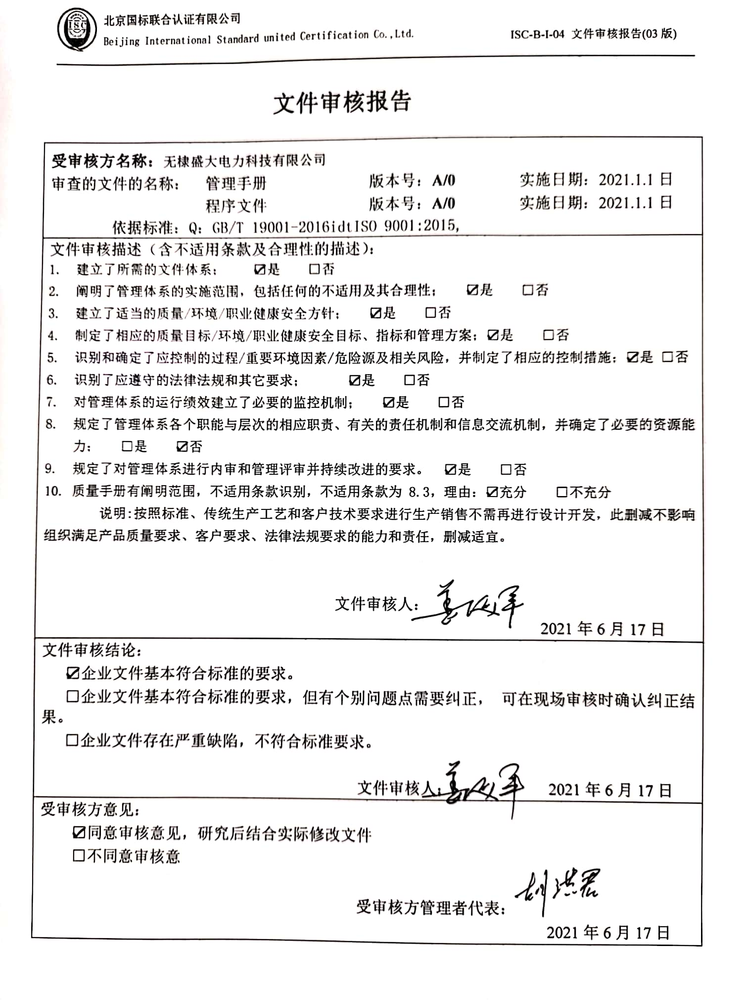 ISC
北京国标联合认证有限公司
Beijing International Standard united Certification Co.,Ltd.
ISC-B-I-04 文件审核报告(03 版)
文件审核报告
受审核方名称：无棣盛大电力科技有限公司
审查的文件的名称： 管理手册 版本号：A/0 实施日期：2021.1.1 日
程序文件 版本号：A/0 实施日期：2021.1.1 日
依据标准：Q：GB/T 19001-2016idtISO 9001:2015,
文件审核描述（含不适用条款及合理性的描述）：
1. 建立了所需的文件体系； ☑是 □否
2. 阐明了管理体系的实施范围，包括任何的不适用及其合理性； ☑是 □否
3. 建立了适当的质量/环境/职业健康安全方针； ☑是 □否
4. 制定了相应的质量目标/环境/职业健康安全目标、指标和管理方案；☑是 □否
5. 识别和确定了应控制的过程/重要环境因素/危险源及相关风险，并制定了相应的控制措施；☑是 □否
6. 识别了应遵守的法律法规和其它要求； ☑是 □否
7. 对管理体系的运行绩效建立了必要的监控机制； ☑是 □否
8. 规定了管理体系各个职能与层次的相应职责、有关的责任机制和信息交流机制，并确定了必要的资源能
力； □是 ☑否
9. 规定了对管理体系进行内审和管理评审并持续改进的要求。 ☑是 □否
10. 质量手册有阐明范围，不适用条款识别，不适用条款为 8.3，理由：☑充分 □不充分
说明:按照标准、传统生产工艺和客户技术要求进行生产销售不需再进行设计开发，此删减不影响
组织满足产品质量要求、客户要求、法律法规要求的能力和责任，删减适宜。
文件审核人：
2021 年 6 月 17 日
文件审核结论：
☑企业文件基本符合标准的要求。
□企业文件基本符合标准的要求，但有个别问题点需要纠正， 可在现场审核时确认纠正结
果。
□企业文件存在严重缺陷，不符合标准要求。
文件审核人： 2021 年 6 月 17 日
受审核方意见：
☑同意审核意见，研究后结合实际修改文件
□不同意审核意
胡洪君
受审核方管理者代表：
2021 年 6 月 17 日